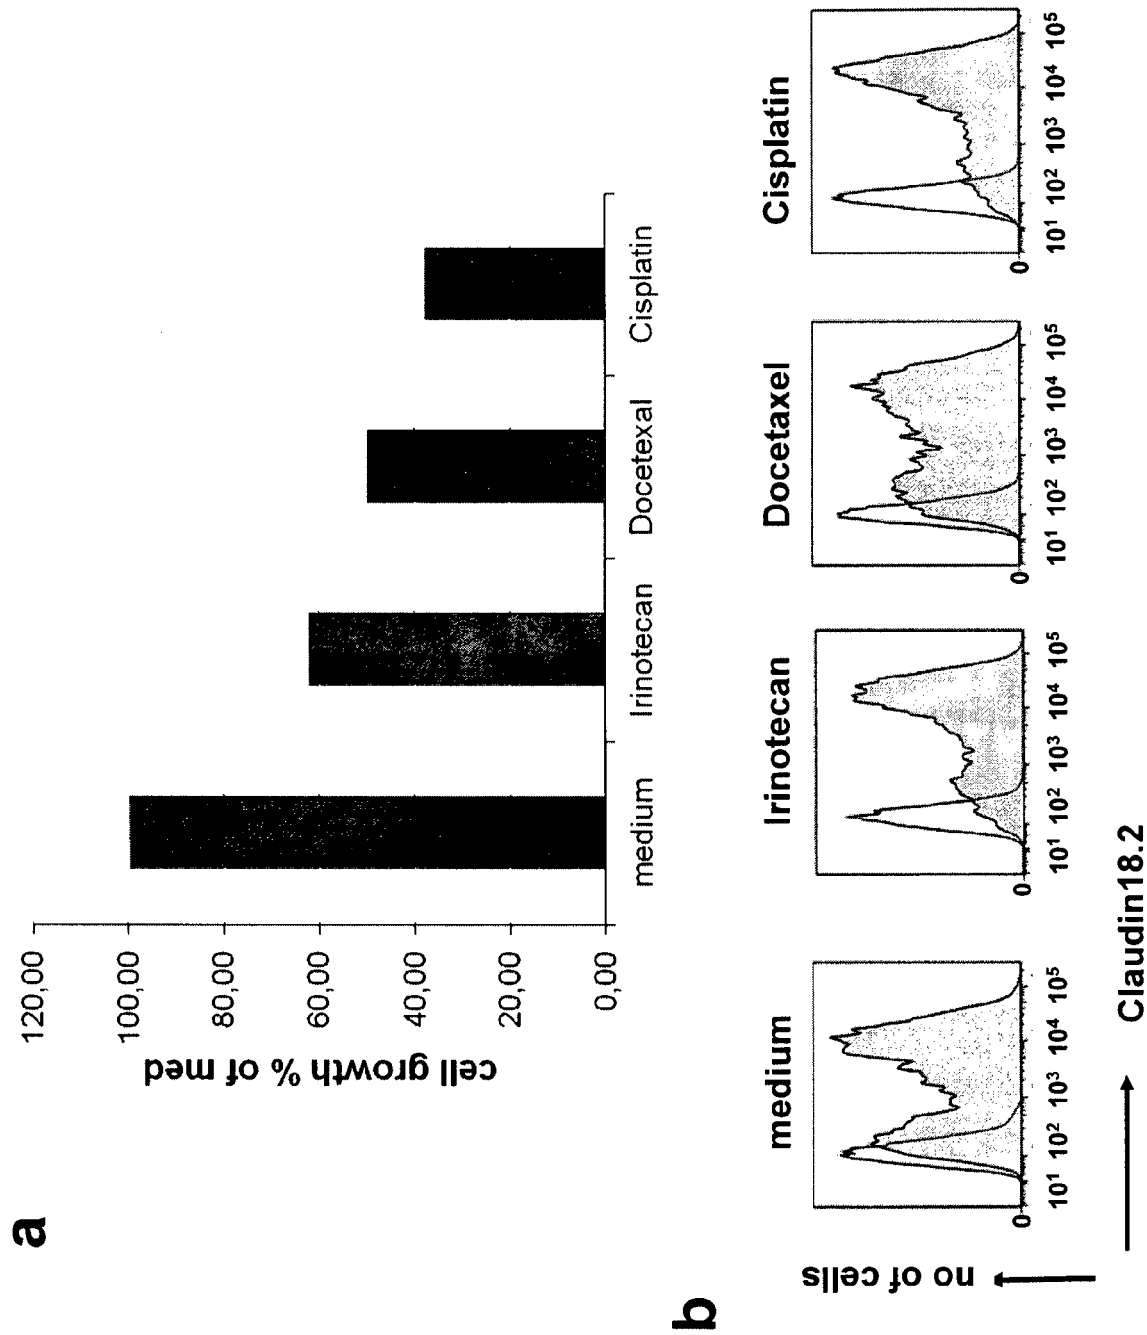 a
cell growth % of med
120,00
100,00
80,00
60,00
40,00
20,00
0,00
medium Irinotecan Docetexal Cisplatin
b
no of cells
medium Irinotecan Docetaxel Cisplatin
0 10¹ 10² 10³ 10⁴ 10⁵
0 10¹ 10² 10³ 10⁴ 10⁵
0 10¹ 10² 10³ 10⁴ 10⁵
0 10¹ 10² 10³ 10⁴ 10⁵
Claudin18.2